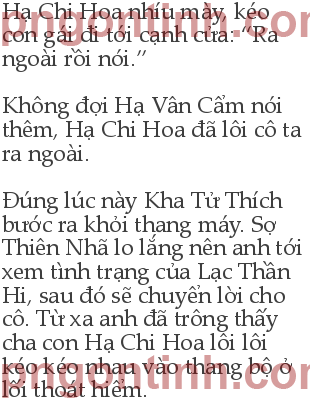 Hạ Chi Hoa nhíu mày, kéo
con gái đi tới cạnh cửa: “Ra
ngoài rồi nói.”
Không đợi Hạ Vân Cẩm nói
thêm, Hạ Chi Hoa đã lôi cô ta
ra ngoài.
Đúng lúc này Kha Tử Thích
bước ra khỏi thang máy. Sợ
Thiên Nhã lo lắng nên anh tới
xem tình trạng của Lạc Thần
Hi, sau đó sẽ chuyển lời cho
cô. Từ xa anh đã trông thấy
cha con Hạ Chi Hoa lôi lôi
kéo kéo nhau vào thang bộ ở
lối thoát hiểm.
pngontinh.com
pngontinh.com